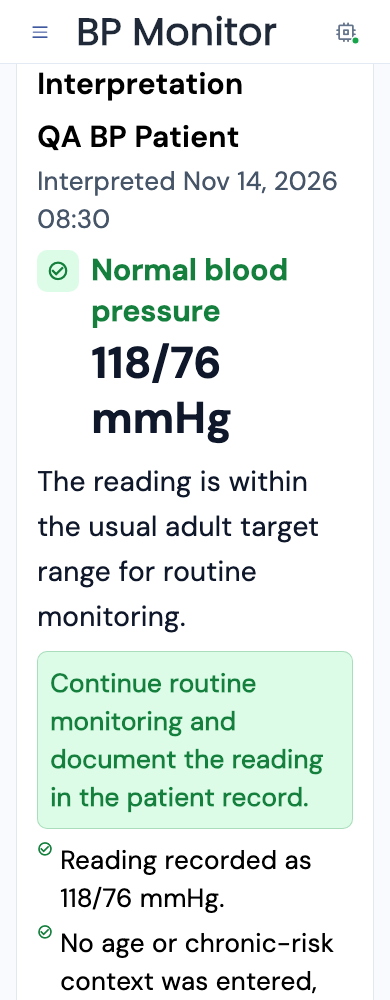 BP Monitor
Interpretation
QA BP Patient
Interpreted Nov 14, 2026
08:30
Normal blood
pressure
118/76
mmHg
The reading is within
the usual adult target
range for routine
monitoring.
Continue routine
monitoring and
document the reading
in the patient record.
Reading recorded as
118/76 mmHg.
No age or chronic-risk
context was entered,